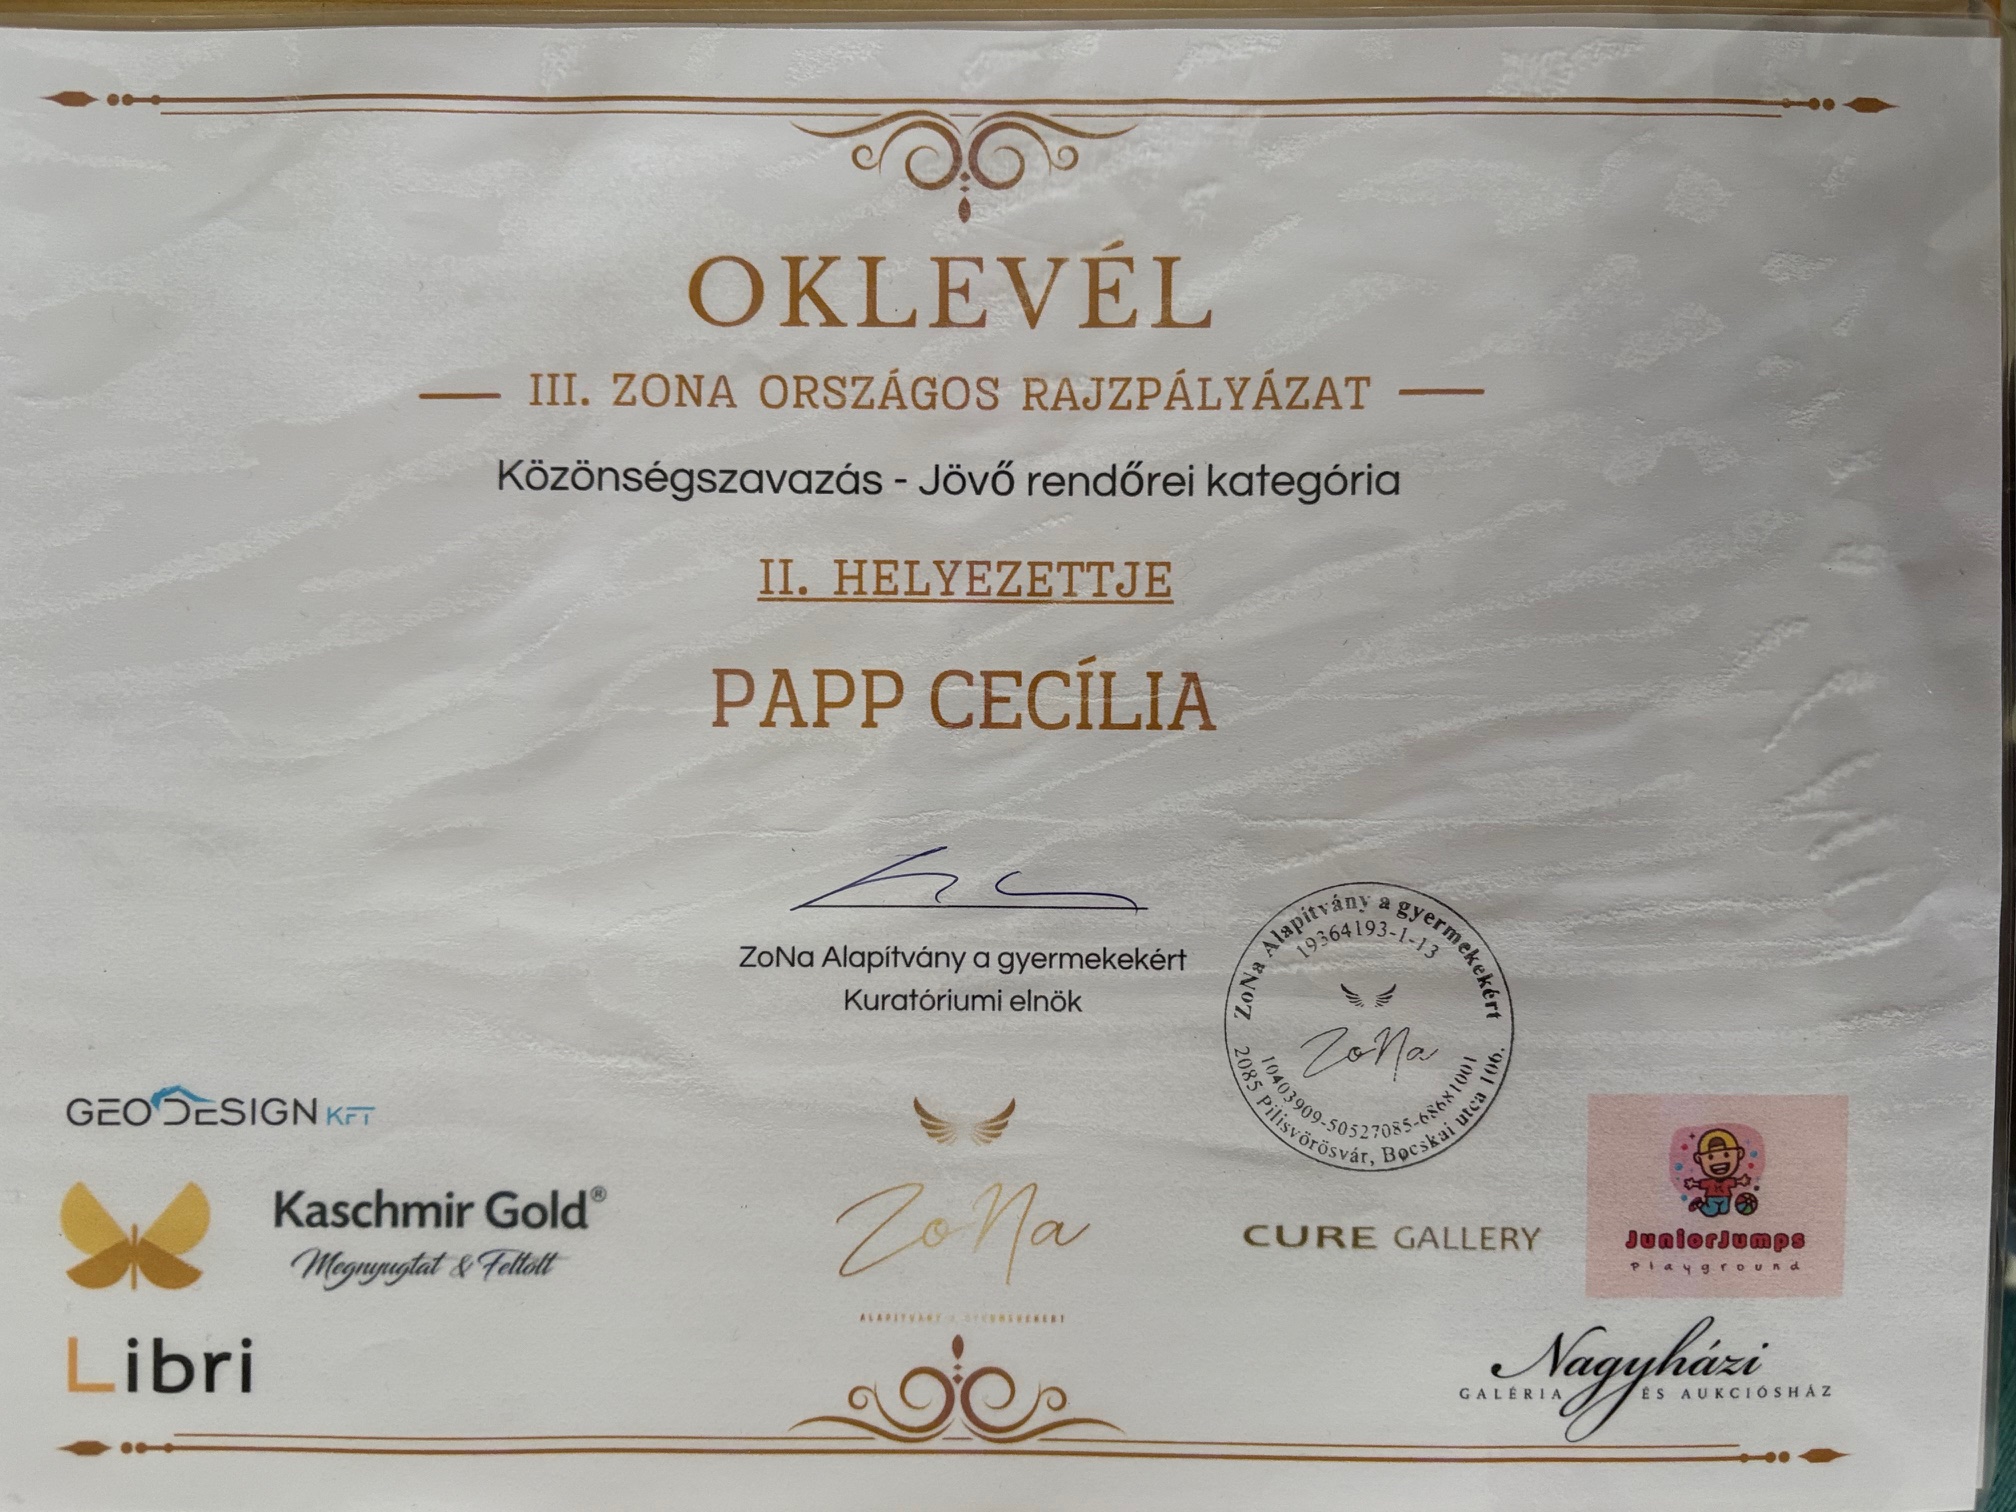 OKLEVÉL
III. ZONA ORSZÁGOS RAJZPÁLYÁZAT
Közönségszavazás - Jövő rendőrei kategória
II. HELYEZETTJE
PAPP CECÍLIA
ZoNa Alapítvány a gyermekekért
Kuratóriumi elnök
ZoNa Alapítvány a gyermekekért
19364193-1-13
ZoNa
10403909-50527085-68681001
2085 Pilisvörösvár, Bocskai utca 106.
GEODESIGN KFT
Kaschmir Gold®
Megnyugtat & Feltölt
Libri
ZoNa
ALAPÍTVÁNY A GYERMEKEKÉRT
CURE GALLERY
JuniorJumps
Playground
Nagyházi
GALÉRIA ÉS AUKCIÓSHÁZ